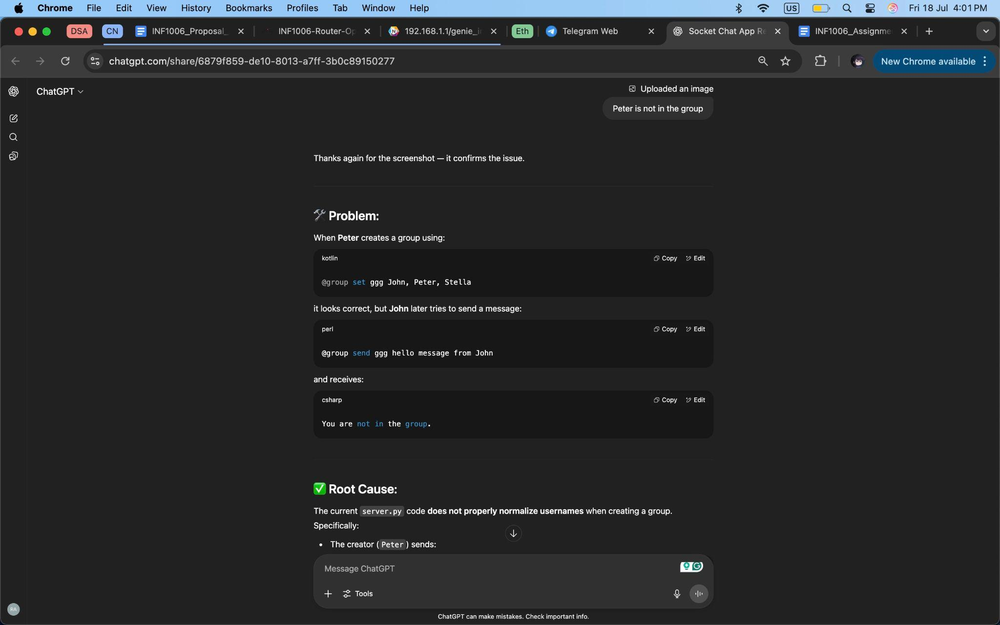 Chrome File Edit View History Bookmarks Profiles Tab Window Help US Fri 18 Jul 4:01 PM
DSA CN INF1006_Proposal_ INF1006-Router-Op 192.168.1.1/genie_i Eth Telegram Web Socket Chat App Re INF1006_Assignme
chatgpt.com/share/6879f859-de10-8013-a7ff-3b0c89150277 New Chrome available
ChatGPT
Uploaded an image
Peter is not in the group
Thanks again for the screenshot — it confirms the issue.
🛠 Problem:
When Peter creates a group using:
kotlin Copy Edit
@group set ggg John, Peter, Stella
it looks correct, but John later tries to send a message:
perl Copy Edit
@group send ggg hello message from John
and receives:
csharp Copy Edit
You are not in the group.
✅ Root Cause:
The current server.py code does not properly normalize usernames when creating a group.
Specifically:
• The creator (Peter) sends:
Message ChatGPT
Tools
RA
ChatGPT can make mistakes. Check important info.